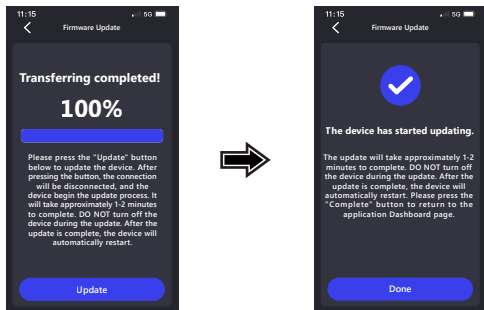 11:15
5G
Firmware Update
Transferring completed!
100%
Please press the "Update" button
below to update the device. After
pressing the button, the connection
will be disconnected, and the
device begin the update process. It
will take approximately 1-2 minutes
to complete. DO NOT turn off the
device during the update. After the
update is complete, the device will
automatically restart.
Update
11:15
5G
Firmware Update
The device has started updating.
The update will take approximately 1-2
minutes to complete. DO NOT turn off
the device during the update. After the
update is complete, the device will
automatically restart. Please press the
"Complete" button to return to the
application Dashboard page.
Done